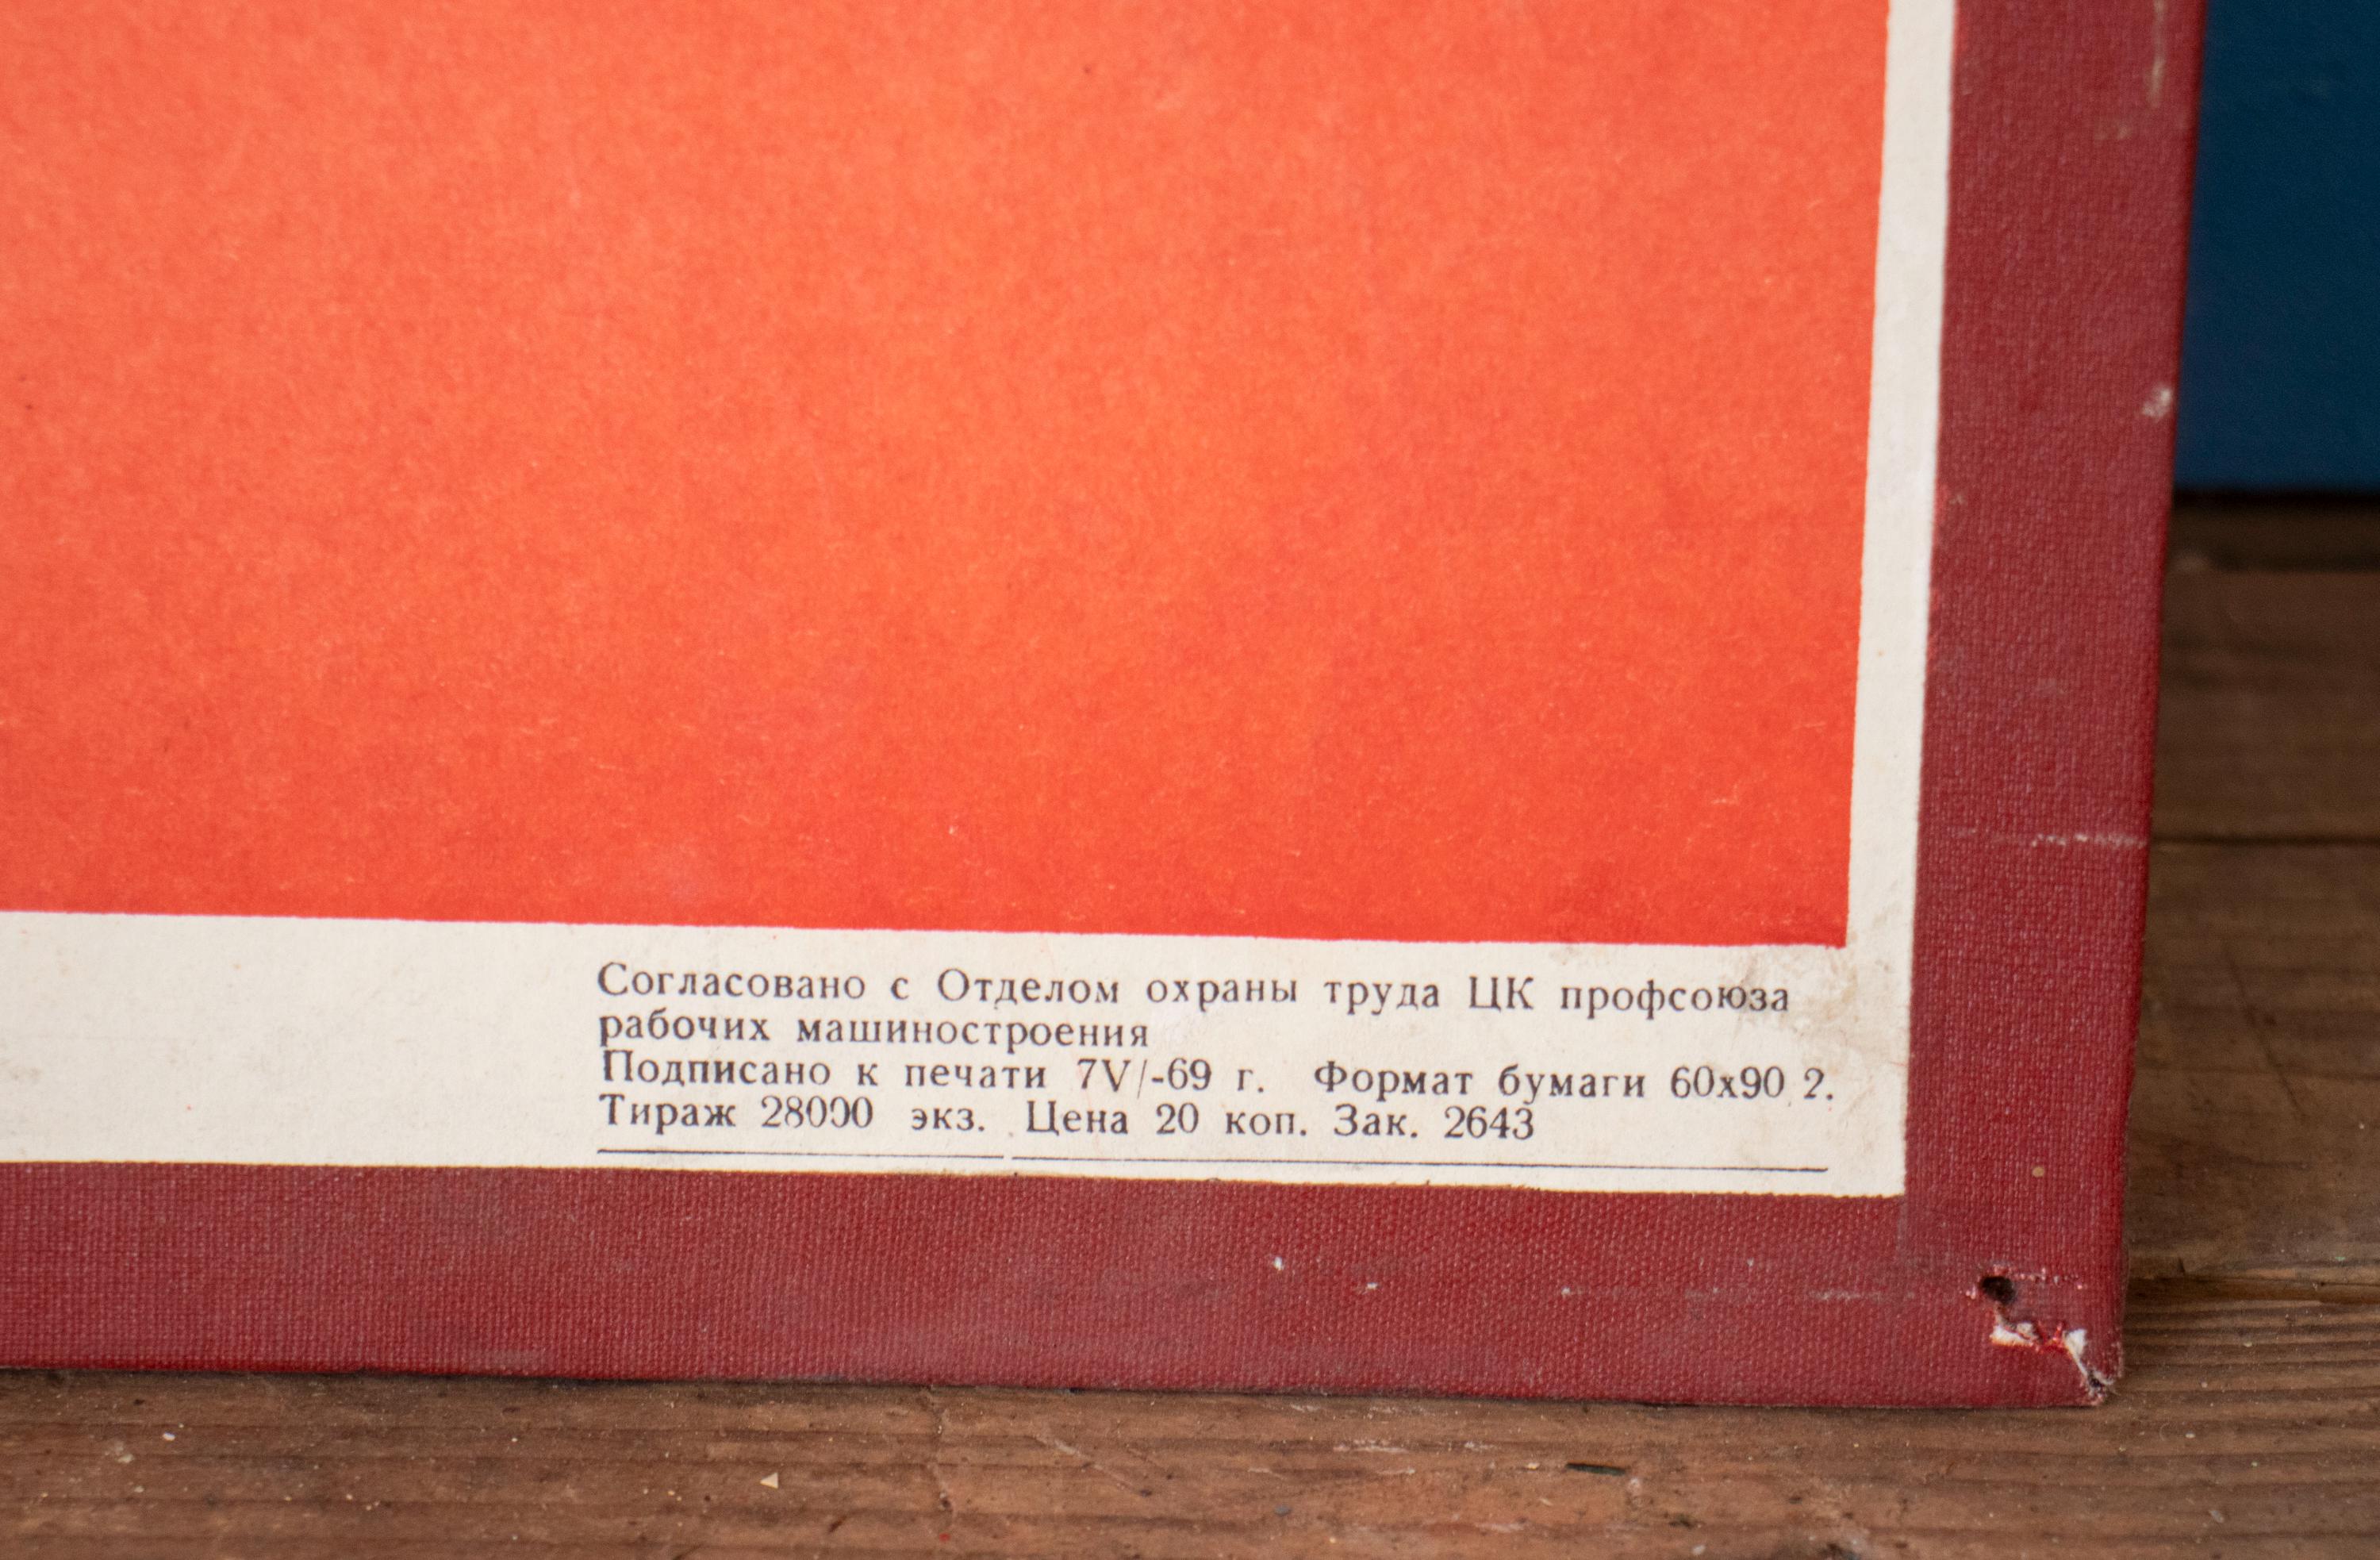 Согласовано с Отделом охраны труда ЦК профсоюза
рабочих машиностроения
Подписано к печати 7V/-69 г. Формат бумаги 60х90 2.
Тираж 28000 экз. Цена 20 коп. Зак. 2643